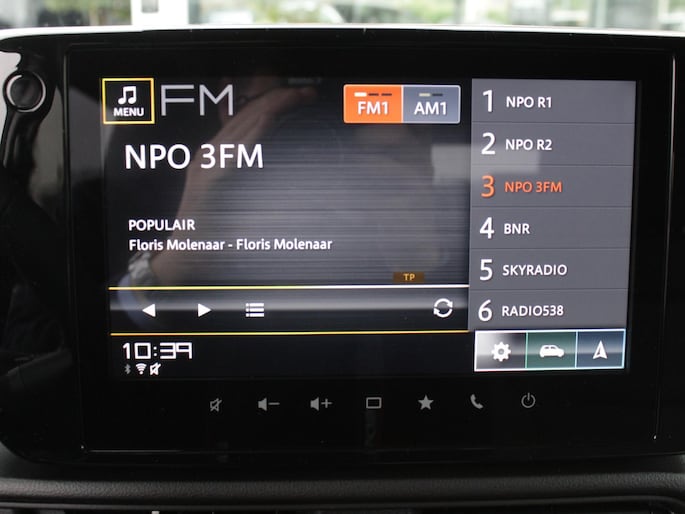 MENU
FM
FM1
AM1
NPO 3FM
POPULAIR
Floris Molenaar - Floris Molenaar
TP
10:39
1 NPO R1
2 NPO R2
3 NPO 3FM
4 BNR
5 SKYRADIO
6 RADIO538